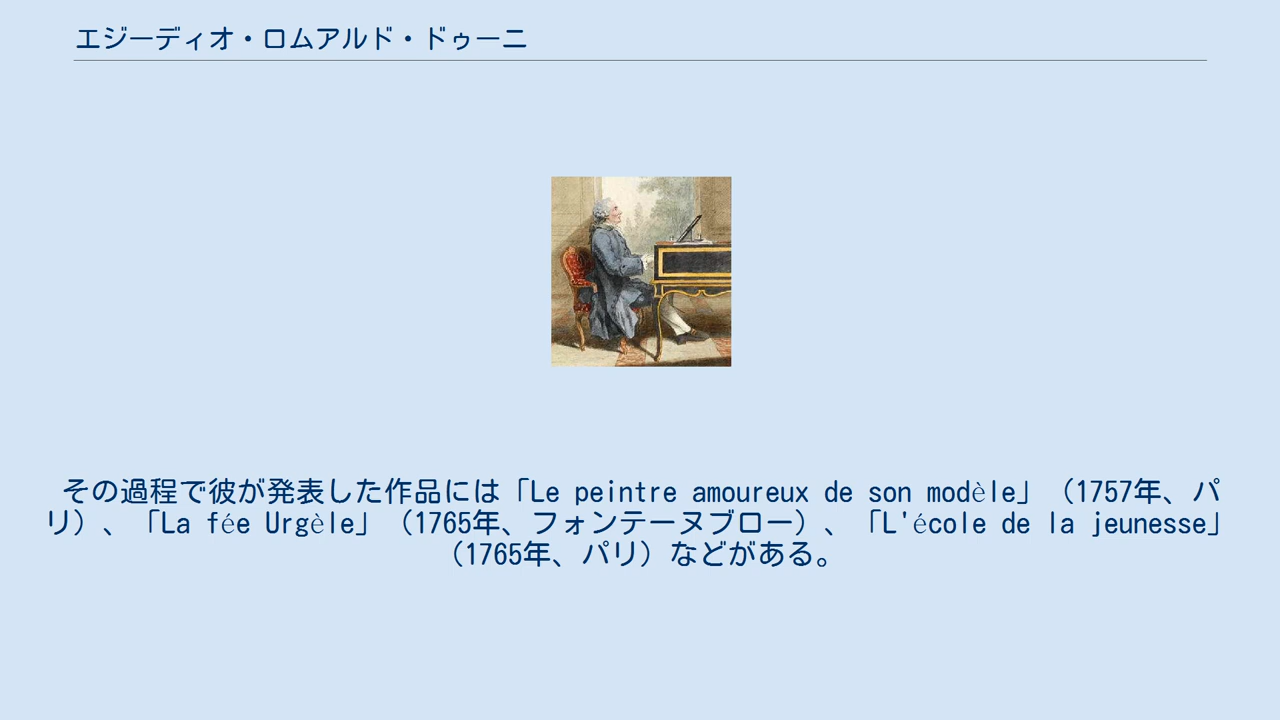 エジーディオ・ロムアルド・ドゥーニ
その過程で彼が発表した作品には「Le peintre amoureux de son modèle」（1757年、パ
リ）、「La fée Urgèle」（1765年、フォンテーヌブロー）、「L'école de la jeunesse」
（1765年、パリ）などがある。